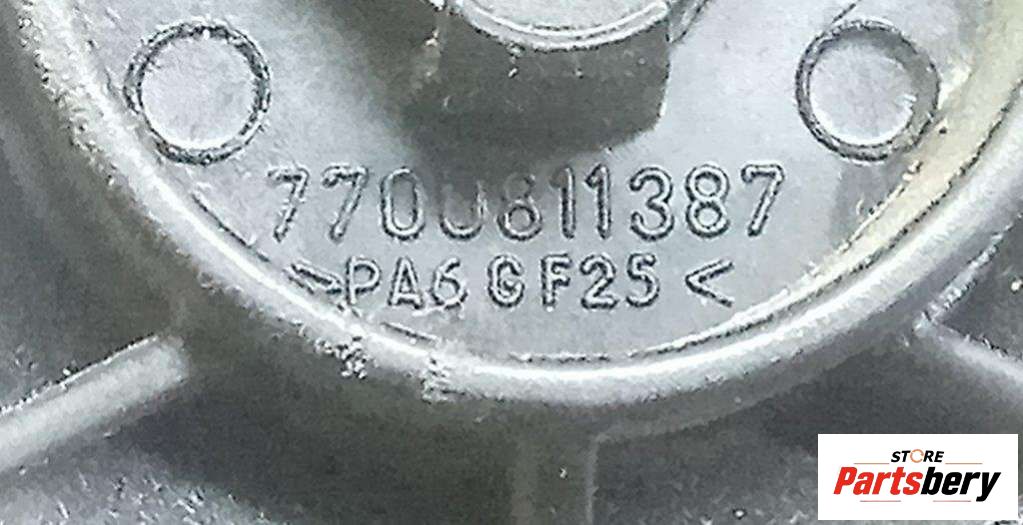 7700811387
>PA6 GF25<
STORE
Partsbery